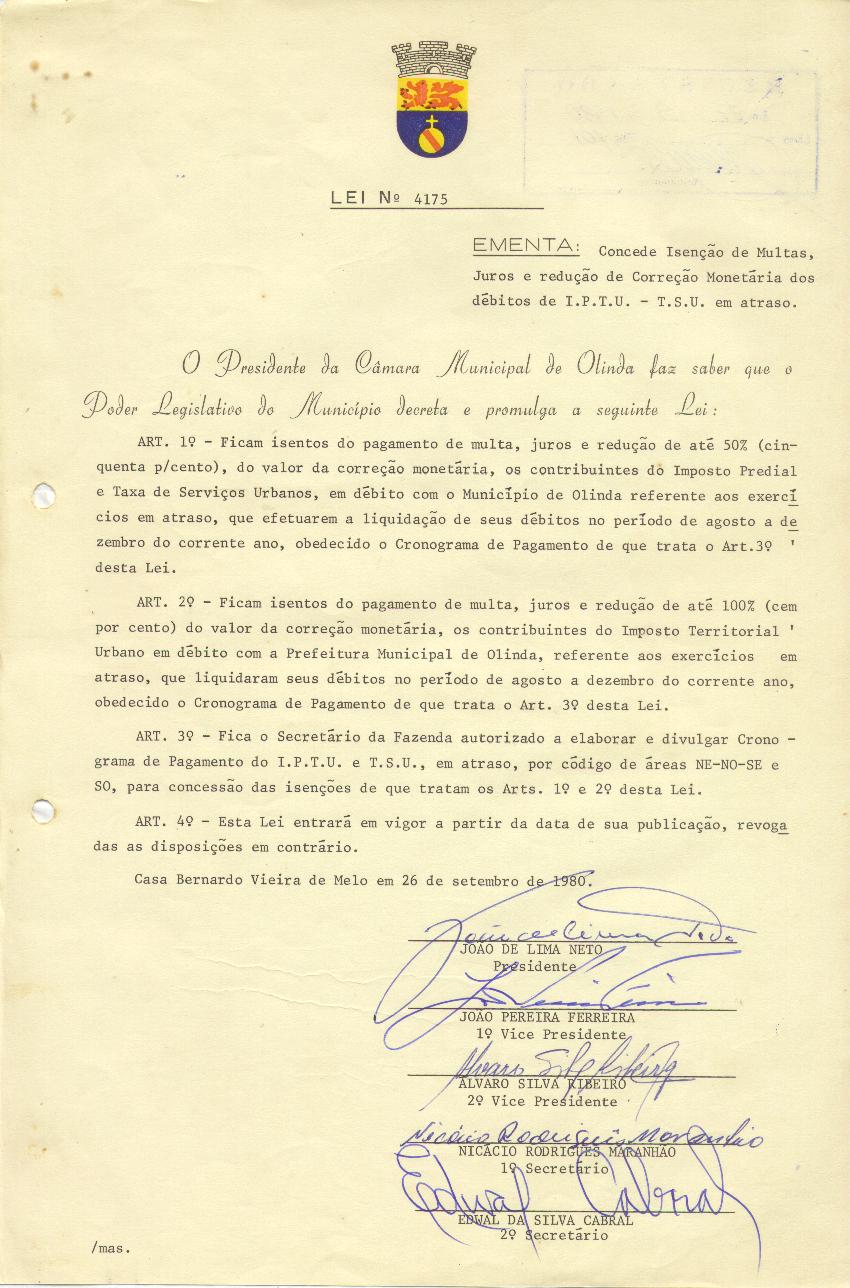 LEI Nº 4175
EMENTA: Concede Isenção de Multas,
Juros e redução de Correção Monetária dos
débitos de I.P.T.U. - T.S.U. em atraso.
O Presidente da Câmara Municipal de Olinda faz saber que o
Poder Legislativo do Município decreta e promulga a seguinte Lei:
ART. 1º - Ficam isentos do pagamento de multa, juros e redução de até 50% (cin-
quenta p/cento), do valor da correção monetária, os contribuintes do Imposto Predial
e Taxa de Serviços Urbanos, em débito com o Município de Olinda referente aos exercí
cios em atraso, que efetuarem a liquidação de seus débitos no período de agosto a de
zembro do corrente ano, obedecido o Cronograma de Pagamento de que trata o Art.3º '
desta Lei.
ART. 2º - Ficam isentos do pagamento de multa, juros e redução de até 100% (cem
por cento) do valor da correção monetária, os contribuintes do Imposto Territorial '
Urbano em débito com a Prefeitura Municipal de Olinda, referente aos exercícios em
atraso, que liquidaram seus débitos no período de agosto a dezembro do corrente ano,
obedecido o Cronograma de Pagamento de que trata o Art. 3º desta Lei.
ART. 3º - Fica o Secretário da Fazenda autorizado a elaborar e divulgar Crono -
grama de Pagamento do I.P.T.U. e T.S.U., em atraso, por código de áreas NE-NO-SE e
SO, para concessão das isenções de que tratam os Arts. 1º e 2º desta Lei.
ART. 4º - Esta Lei entrará em vigor a partir da data de sua publicação, revoga
das as disposições em contrário.
Casa Bernardo Vieira de Melo em 26 de setembro de 1980.
JOÃO DE LIMA NETO
Presidente
JOÃO PEREIRA FERREIRA
1º Vice Presidente
Alvaro Silva Ribeiro
ÁLVARO SILVA RIBEIRO
2º Vice Presidente
Nicácio Rodrigues Maranhão
NICÁCIO RODRIGUES MARANHÃO
1º Secretário
Edwal Cabral
EDWAL DA SILVA CABRAL
2º Secretário
/mas.